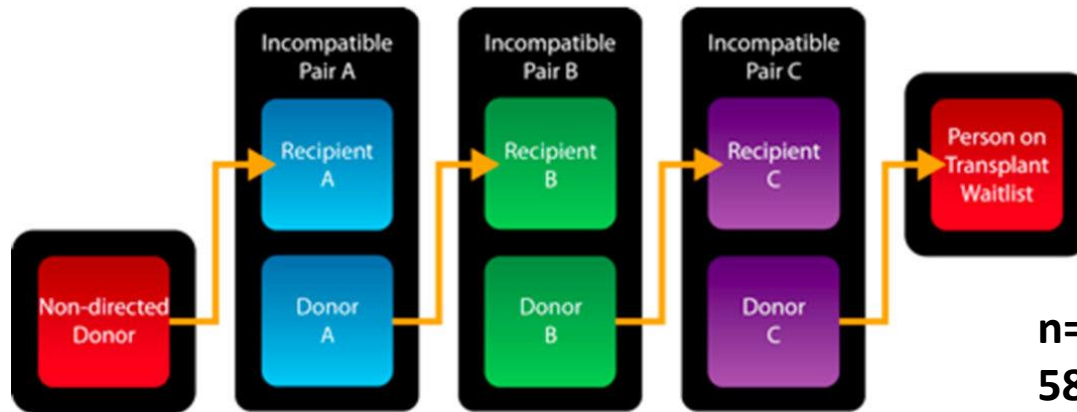 Incompatible
Pair A
Recipient
A
Donor
A
Incompatible
Pair B
Recipient
B
Donor
B
Incompatible
Pair C
Recipient
C
Donor
C
Non-directed
Donor
Person on
Transplant
Waitlist
n=
58